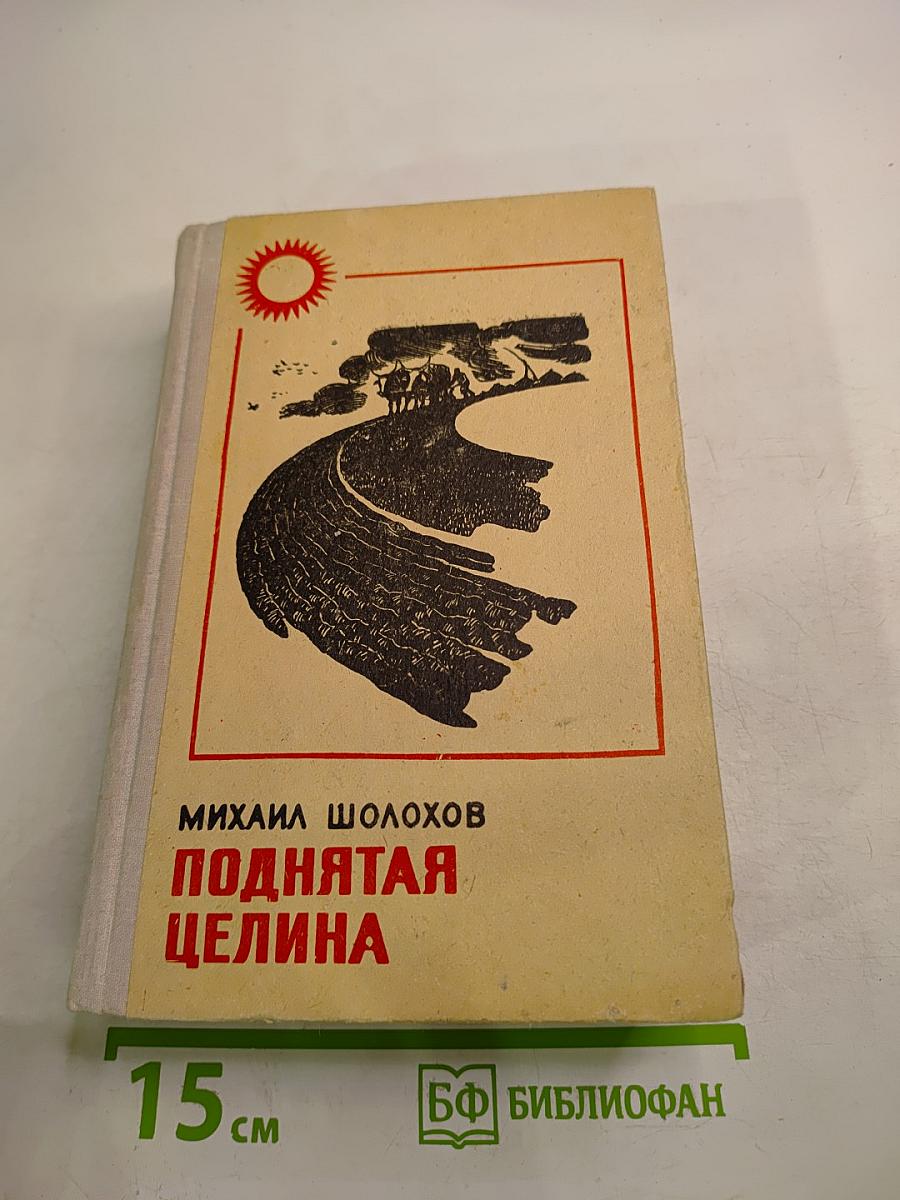 МИХАИЛ ШОЛОХОВ
ПОДНЯТАЯ
ЦЕЛИНА
15 см
БФ БИБЛИОФАН